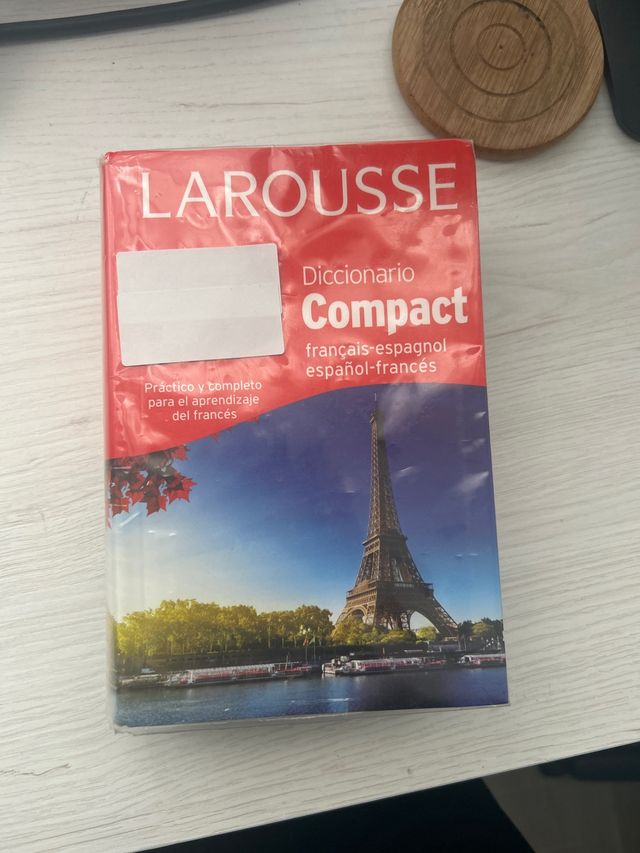 LAROUSSE
Diccionario
Compact
français-espagnol
español-francés
Práctico y completo
para el aprendizaje
del francés